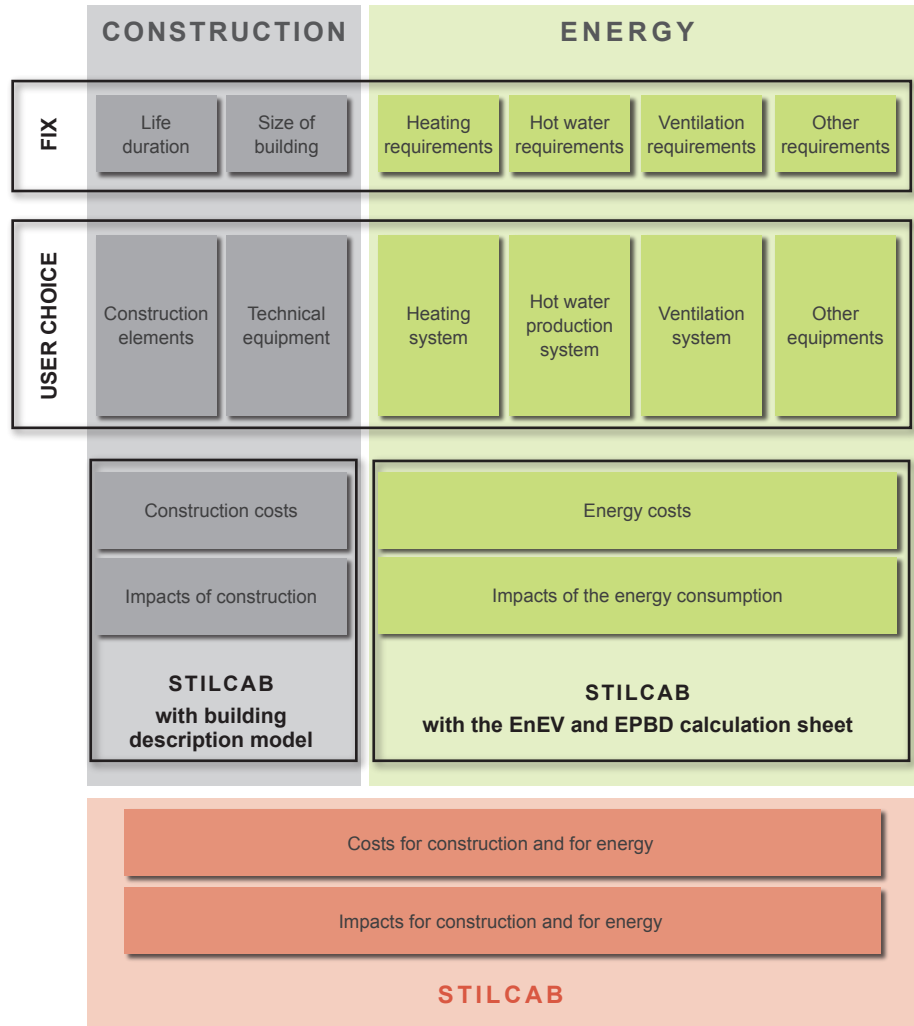 CONSTRUCTION
ENERGY
FIX
Life
duration
Size of
building
Heating
requirements
Hot water
requirements
Ventilation
requirements
Other
requirements
USER CHOICE
Construction
elements
Technical
equipment
Heating
system
Hot water
production
system
Ventilation
system
Other
equipments
Construction costs
Impacts of construction
STILCAB
with building
description model
Energy costs
Impacts of the energy consumption
STILCAB
with the EnEV and EPBD calculation sheet
Costs for construction and for energy
Impacts for construction and for energy
STILCAB